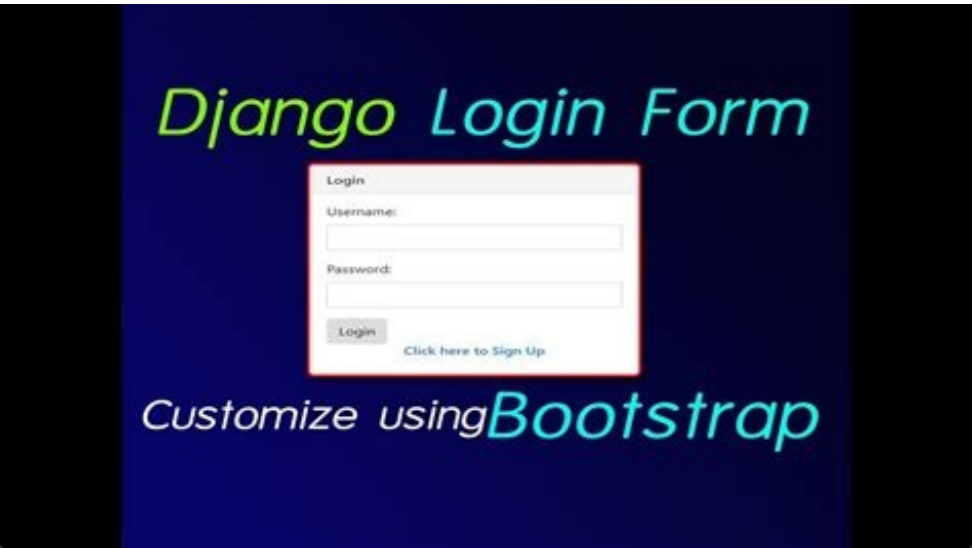 Django Login Form
Login
Username:
Password:
Login
Click here to Sign Up
Customize using Bootstrap